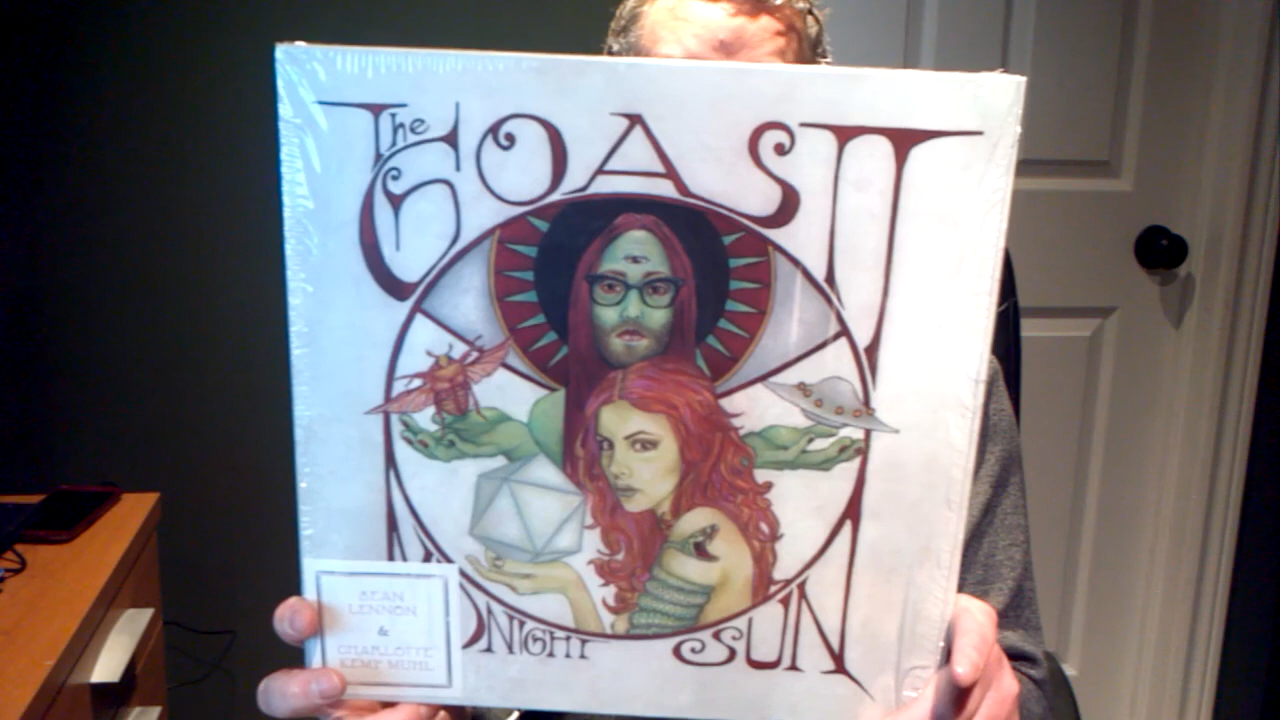 The
GOASTT
MIDNIGHT SUN
SEAN
LENNON
&
CHARLOTTE
KEMP MUHL